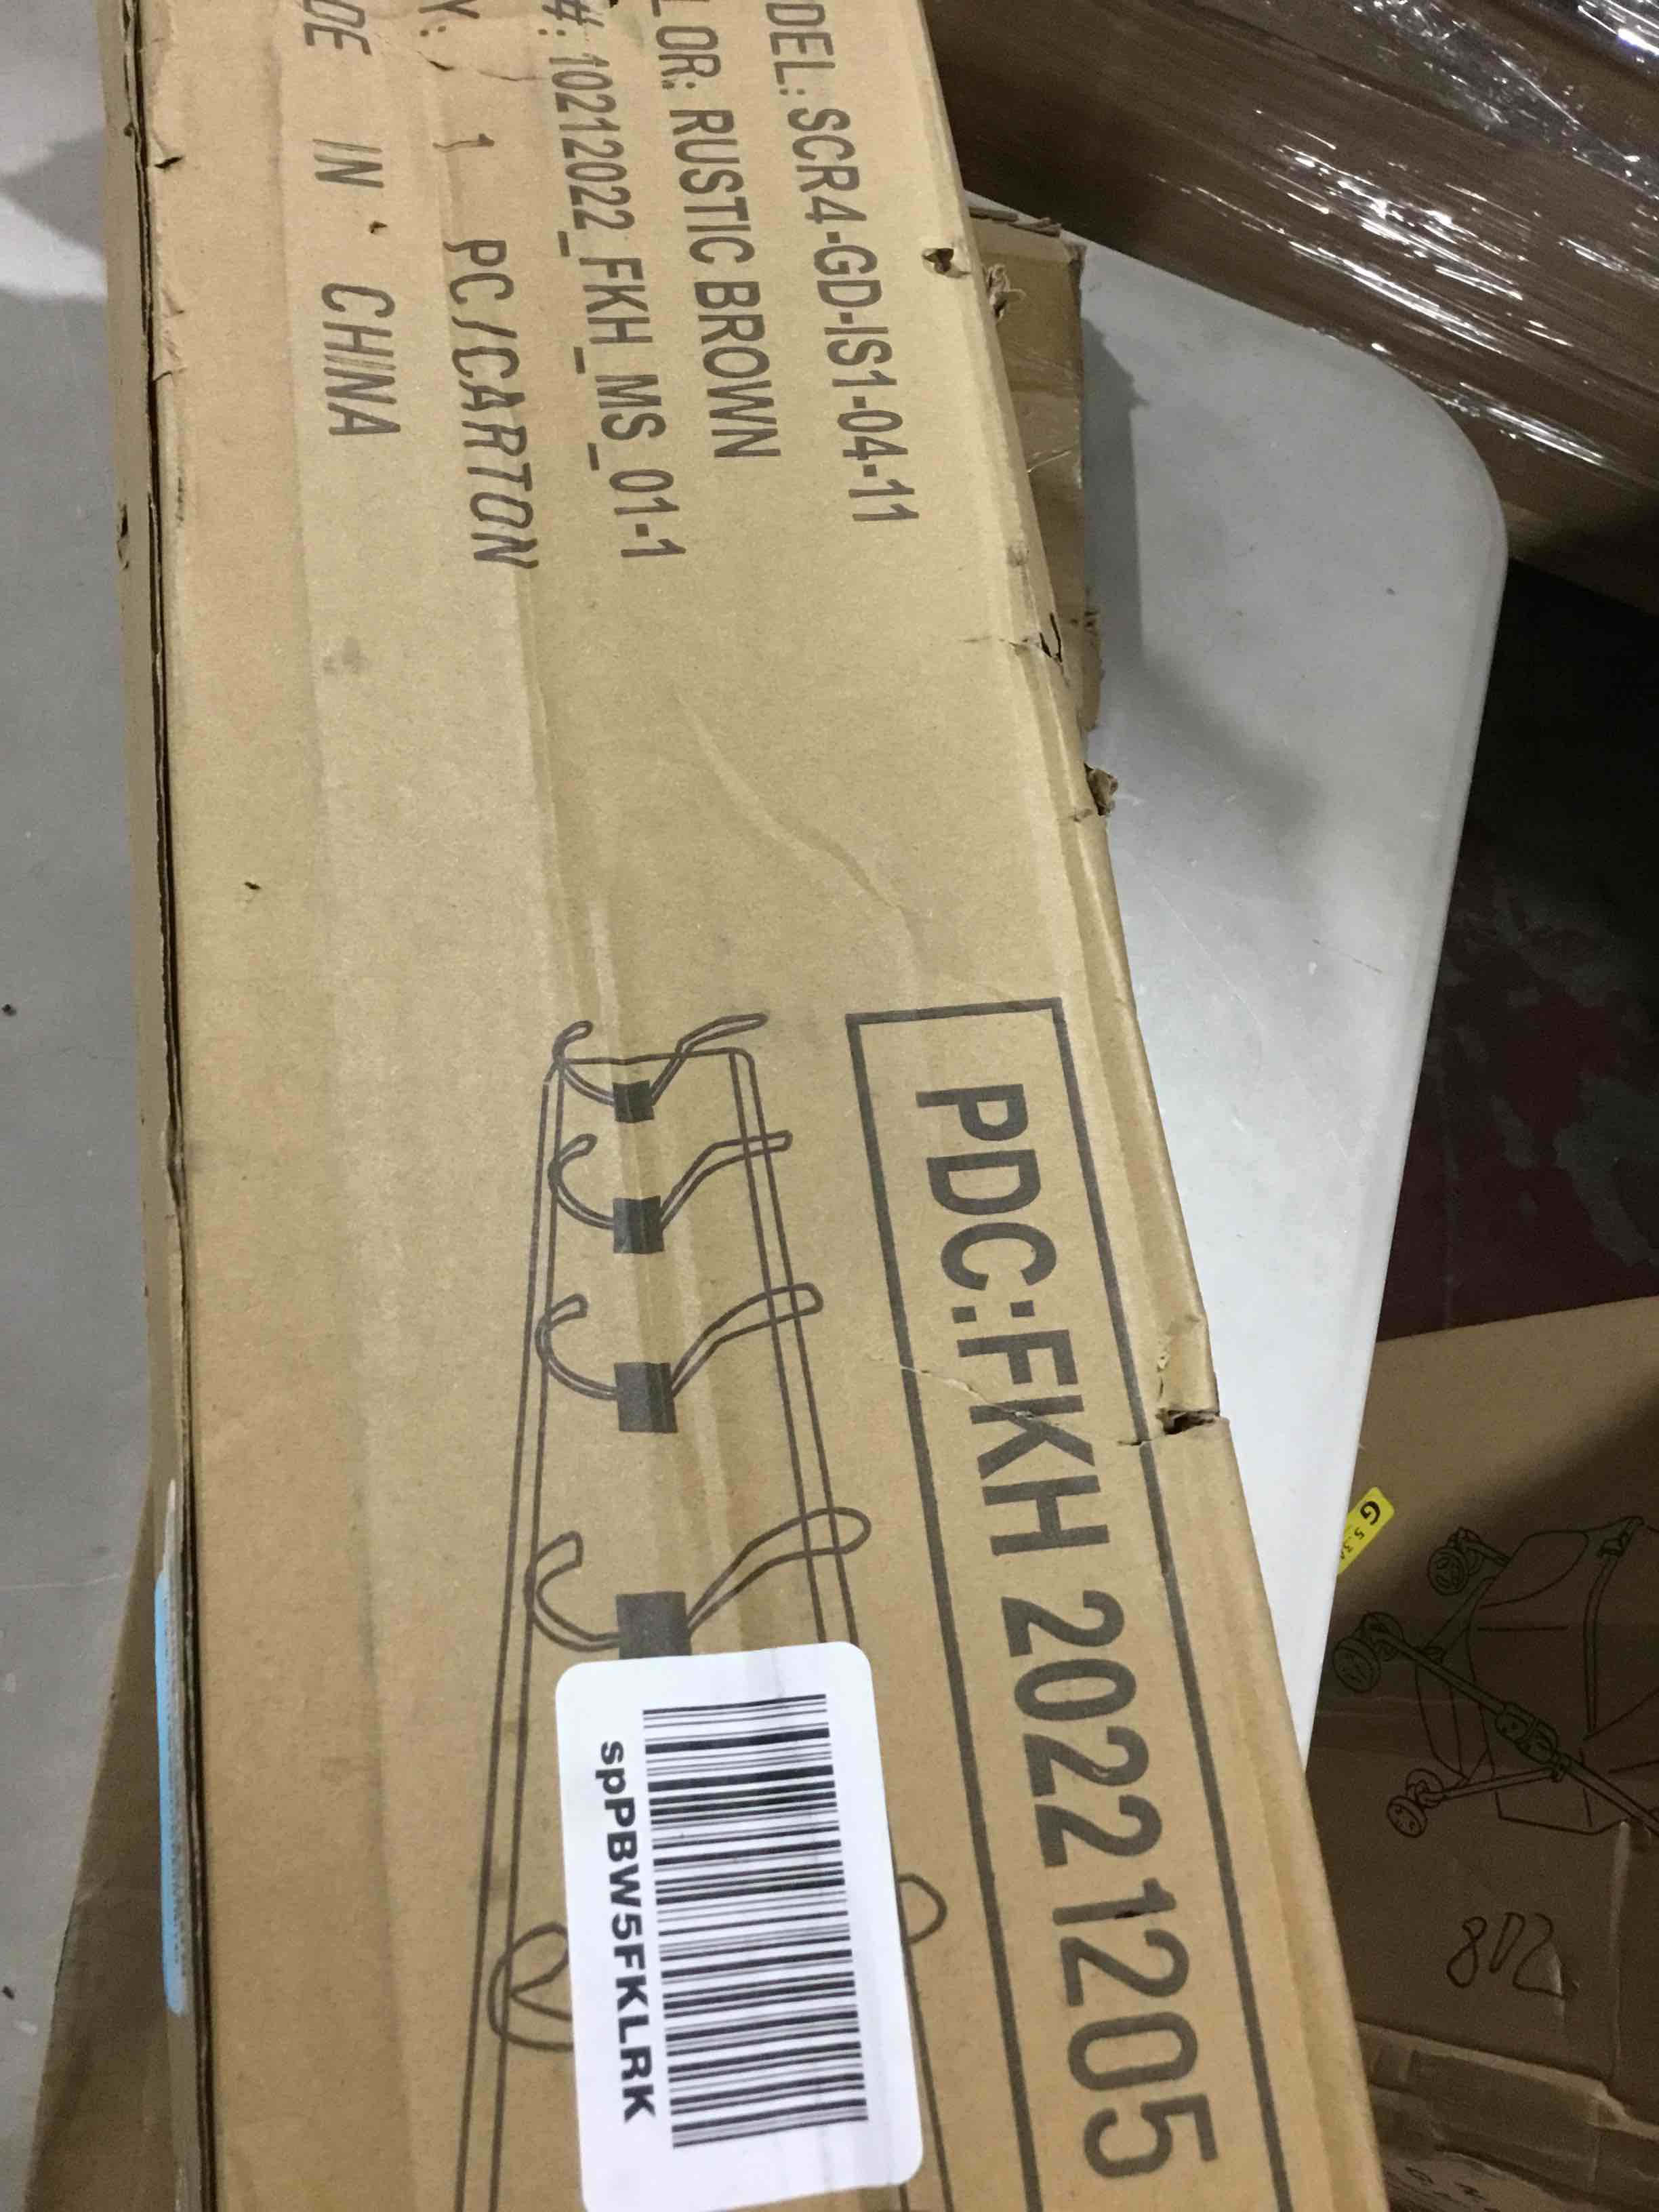 DEL: SCR4-GD-IS1-04-11
LOR: RUSTIC BROWN
#: 10212022_FKH_MS_01-1
Y: 1 PC/CARTON
DE IN CHINA
PDC:FKH 20221205
spPBW5FKLRK
G
802